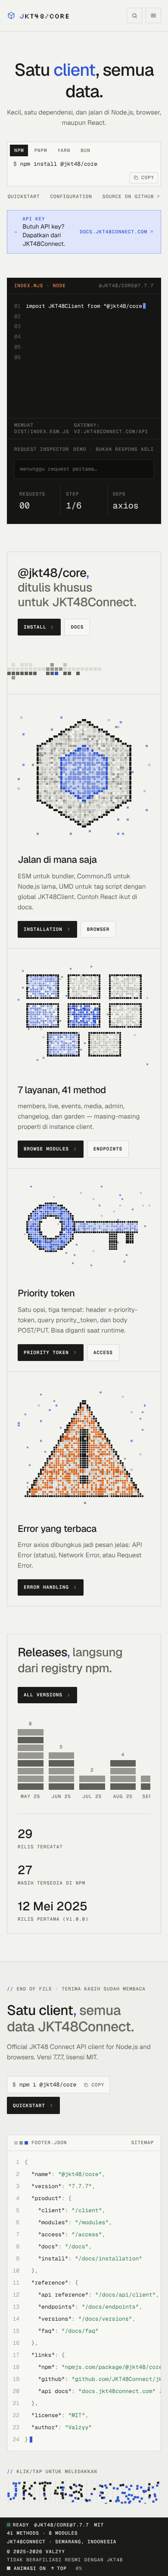 JKT48/CORE
Satu client, semua
data.
Kecil, satu dependensi, dan jalan di Node.js, browser,
maupun React.
NPM PNPM YARN BUN
$ npm install @jkt48/core
COPY
QUICKSTART CONFIGURATION SOURCE ON GITHUB ↗
API KEY
Butuh API key?
Dapatkan dari
JKT48Connect.
DOCS.JKT48CONNECT.COM ↗
INDEX.MJS · NODE @JKT48/CORE@7.7.7
01 import JKT48Client from "@jkt48/core
02
03
04
05
06
MEMUAT
DIST/INDEX.ESM.JS
GATEWAY:
V3.JKT48CONNECT.COM/API
REQUEST INSPECTOR DEMO · BUKAN RESPONS ASLI
menunggu request pertama…
REQUESTS STEP DEPS
00 1/6 axios
@jkt48/core,
ditulis khusus
untuk JKT48Connect.
INSTALL DOCS
Jalan di mana saja
ESM untuk bundler, CommonJS untuk
Node.js lama, UMD untuk tag script dengan
global JKT48Client. Contoh React ikut di
docs.
INSTALLATION BROWSER
7 layanan, 41 method
members, live, events, media, admin,
changelog, dan garden — masing-masing
properti di instance client.
BROWSE MODULES ENDPOINTS
Priority token
Satu opsi, tiga tempat: header x-priority-
token, query priority_token, dan body
POST/PUT. Bisa diganti saat runtime.
PRIORITY TOKEN ACCESS
Error yang terbaca
Error axios dibungkus jadi pesan jelas: API
Error (status), Network Error, atau Request
Error.
ERROR HANDLING
Releases, langsung
dari registry npm.
ALL VERSIONS
8
5
2
4
MAY 25 JUN 25 JUL 25 AUG 25 SE
29
RILIS TERCATAT
27
MASIH TERSEDIA DI NPM
12 Mei 2025
RILIS PERTAMA (V1.0.0)
// END OF FILE · TERIMA KASIH SUDAH MEMBACA
Satu client, semua
data JKT48Connect.
Official JKT48 Connect API client for Node.js and
browsers. Versi 7.7.7, lisensi MIT.
$ npm i @jkt48/core COPY
QUICKSTART
FOOTER.JSON SITEMAP
1 {
2 "name": "@jkt48/core",
3 "version": "7.7.7",
4 "product": {
5 "client": "/client",
6 "modules": "/modules",
7 "access": "/access",
8 "docs": "/docs",
9 "install": "/docs/installation"
10 },
11 "reference": {
12 "api reference": "/docs/api/client",
13 "endpoints": "/docs/endpoints",
14 "versions": "/docs/versions",
15 "faq": "/docs/faq"
16 },
17 "links": {
18 "npm": "npmjs.com/package/@jkt48/core
19 "github": "github.com/JKT48Connect/jk
20 "api docs": "docs.jkt48connect.com"
21 },
22 "license": "MIT",
23 "author": "Valzyy"
24 }
// KLIK/TAP UNTUK MELEDAKKAN
READY @JKT48/CORE@7.7.7 MIT
41 METHODS · 0 MODULES
JKT48CONNECT · SEMARANG, INDONESIA
© 2025–2026 VALZYY
TIDAK BERAFILIASI RESMI DENGAN JKT48
ANIMASI ON ↑ TOP 0%